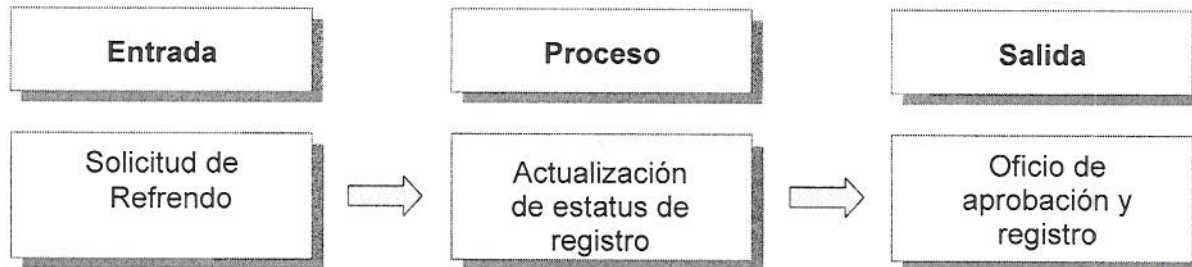 Entrada
Proceso
Salida
Solicitud de
Refrendo
Actualización
de estatus de
registro
Oficio de
aprobación y
registro